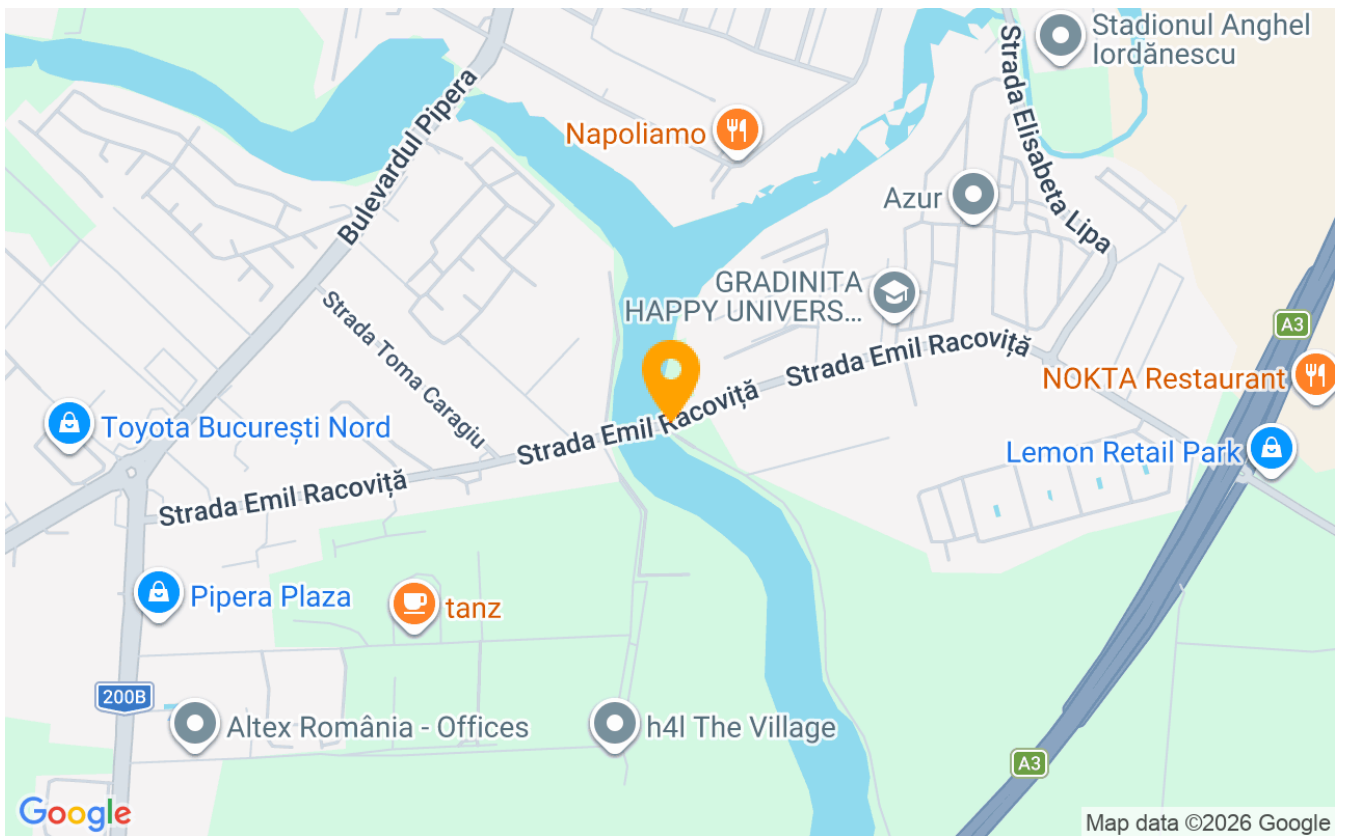 Stadionul Anghel
Iordănescu
Strada Elisabeta Lipa
Bulevardul Pipera
Napoliamo
Azur
GRADINITA
HAPPY UNIVERS...
A3
Strada Toma Caragiu
Strada Emil Racoviță
NOKTA Restaurant
Toyota București Nord
Strada Emil Racoviță
Lemon Retail Park
Strada Emil Racoviță
Pipera Plaza
tanz
200B
Altex România - Offices
h4l The Village
A3
Google
Map data ©2026 Google